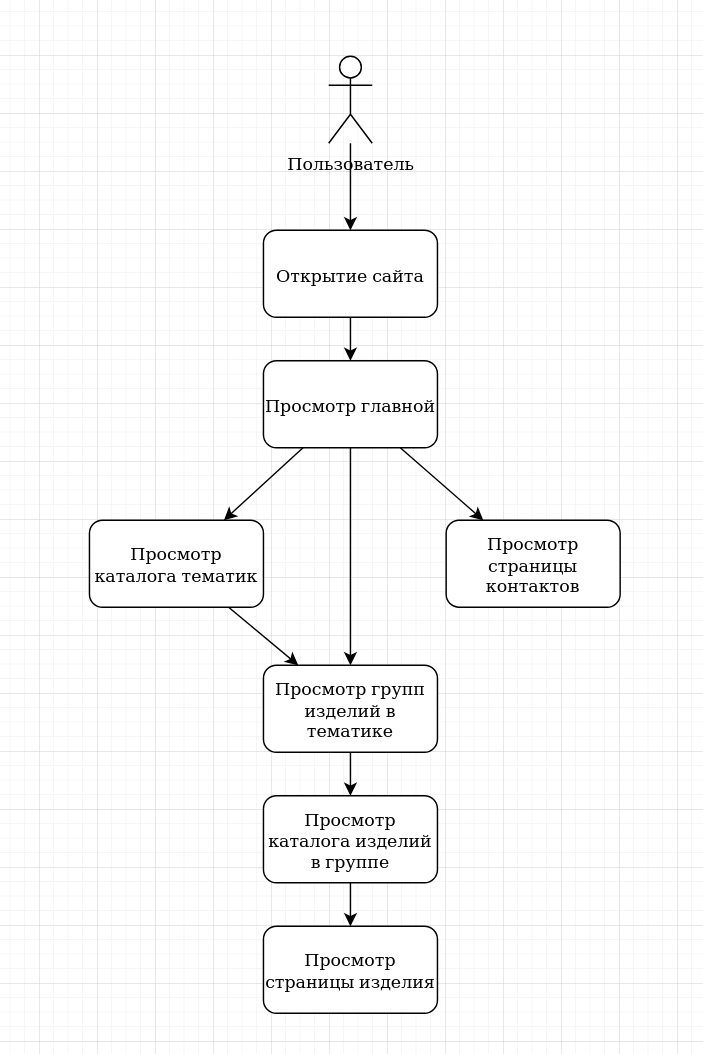 Пользователь
Открытие сайта
Просмотр главной
Просмотр
каталога тематик
Просмотр
страницы
контактов
Просмотр групп
изделий в
тематике
Просмотр
каталога изделий
в группе
Просмотр
страницы изделия